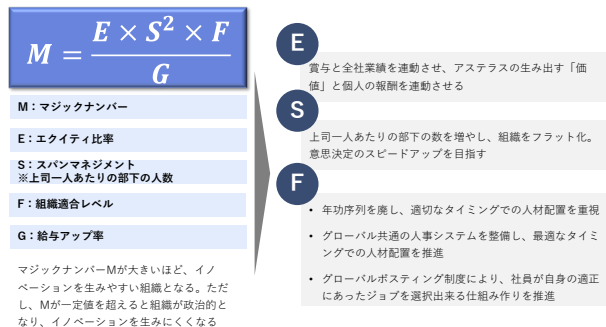 M = E × S² × F / G
M：マジックナンバー
E：エクイティ比率
S：スパンマネジメント
※上司一人あたりの部下の人数
F：組織適合レベル
G：給与アップ率
マジックナンバーMが大きいほど、イノ
ベーションを生みやすい組織となる。ただ
し、Mが一定値を超えると組織が政治的と
なり、イノベーションを生みにくくなる
E
賞与と全社業績を連動させ、アステラスの生み出す「価
値」と個人の報酬を連動させる
S
上司一人あたりの部下の数を増やし、組織をフラット化。
意思決定のスピードアップを目指す
F
• 年功序列を廃し、適切なタイミングでの人材配置を重視
• グローバル共通の人事システムを整備し、最適なタイミ
ングでの人材配置を推進
• グローバルポスティング制度により、社員が自身の適正
にあったジョブを選択出来る仕組み作りを推進